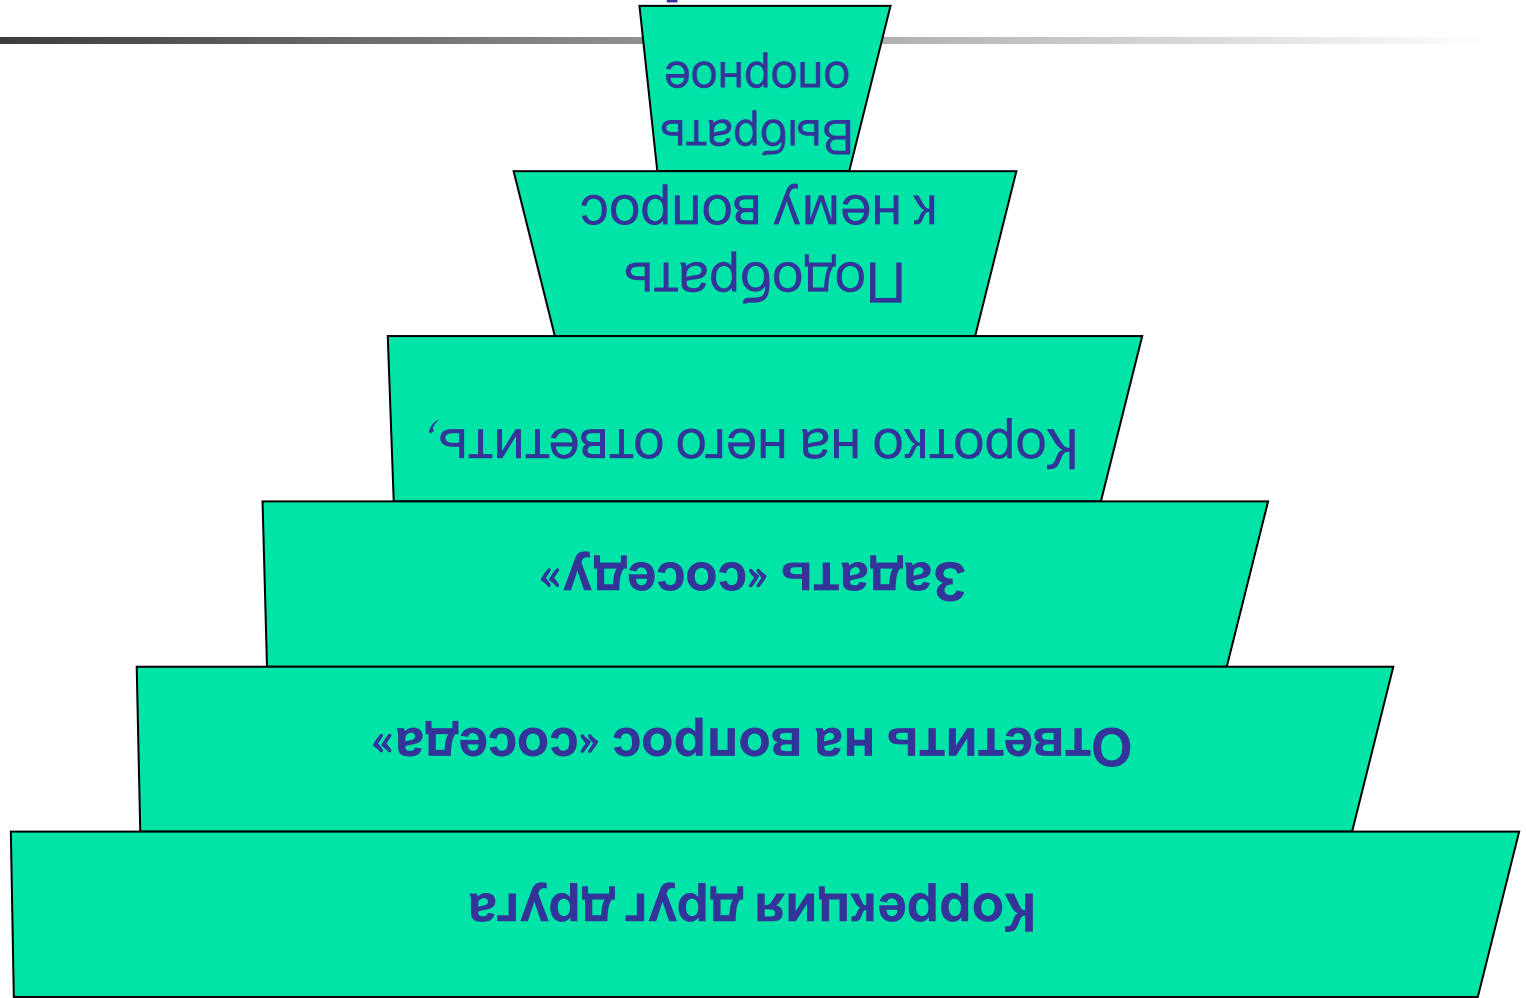 Выбрать
опорное
Подобрать
к нему вопрос
Коротко на него ответить,
Задать «соседу»
Ответить на вопрос «соседа»
Коррекция друг друга